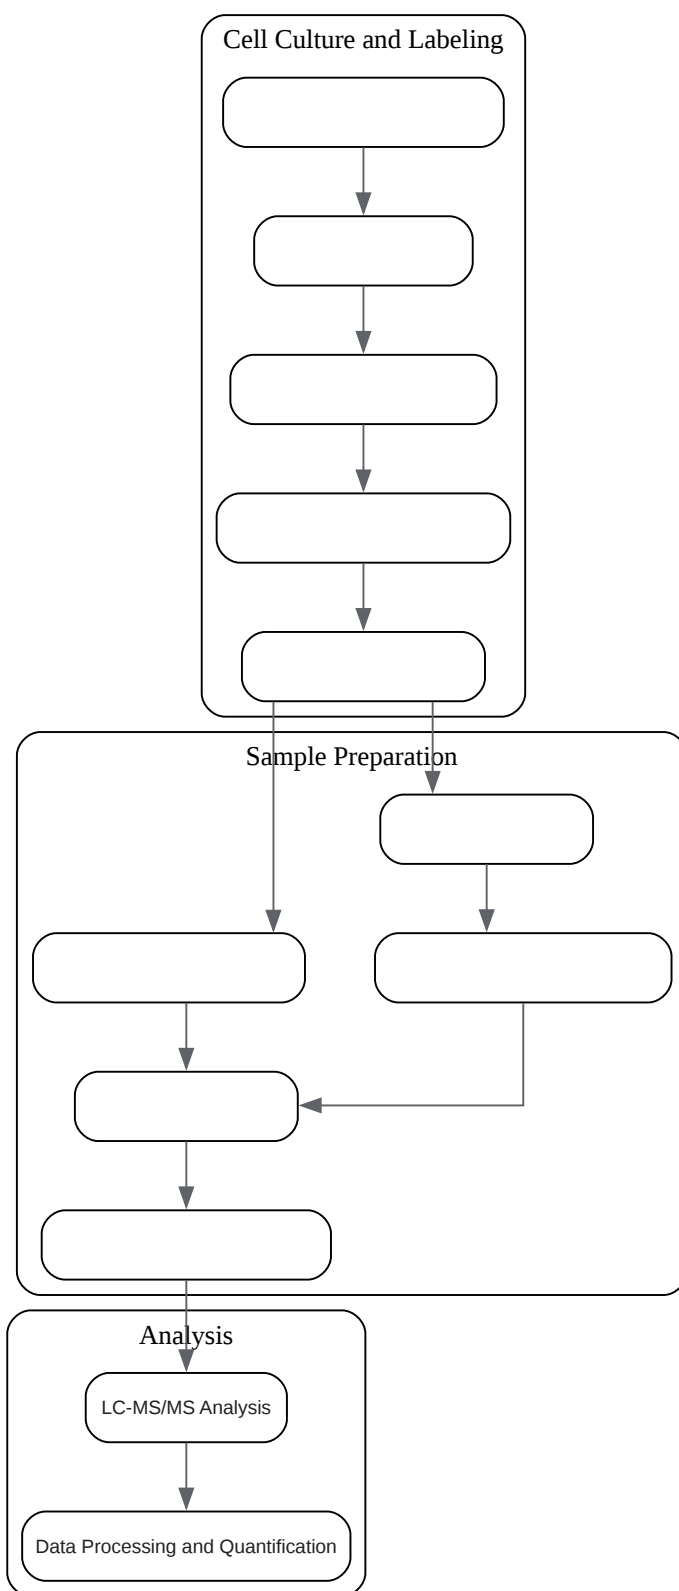 Cell Culture and Labeling
Sample Preparation
Analysis
LC-MS/MS Analysis
Data Processing and Quantification